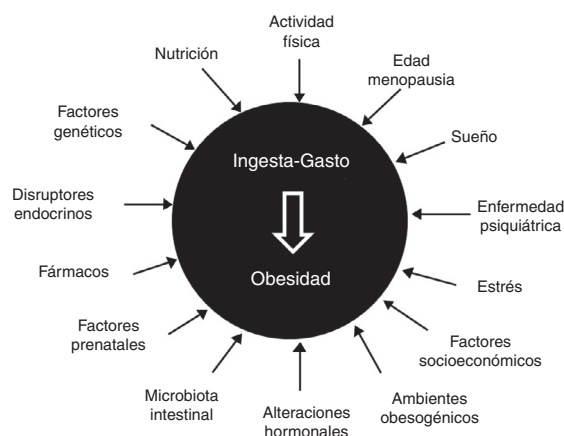 Actividad
física
Edad
menopausia
Sueño
Enfermedad
psiquiátrica
Estrés
Factores
socioeconómicos
Ambientes
obesogénicos
Alteraciones
hormonales
Microbiota
intestinal
Factores
prenatales
Fármacos
Disruptores
endocrinos
Factores
genéticos
Nutrición
Ingesta-Gasto
Obesidad